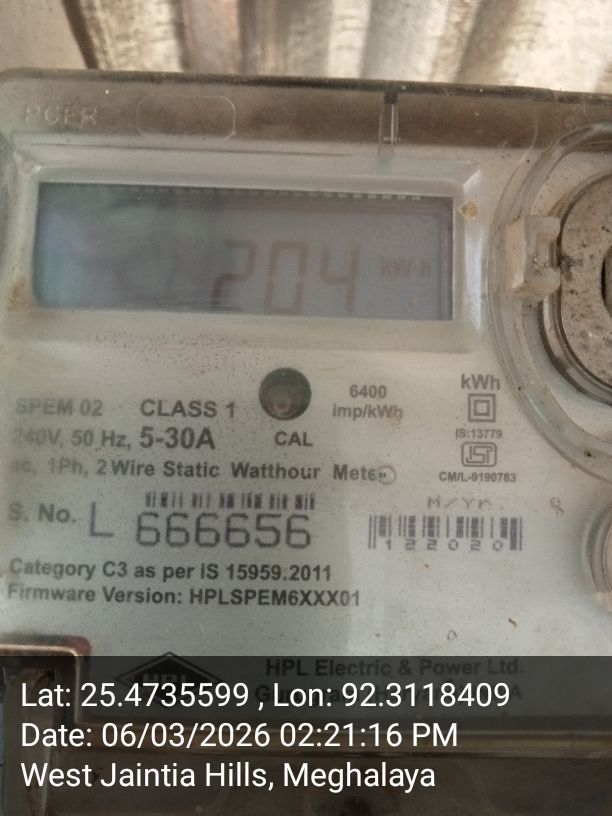 204 kWh
SPEM 02 CLASS 1
240V, 50 Hz, 5-30A
CAL
6400
imp/kWh
kWh
IS:13779
ISI
CM/L-9190783
ac, 1Ph, 2 Wire Static Watthour Meter
S. No. L 666656
M/YR
122020
Category C3 as per IS 15959.2011
Firmware Version: HPLSPEM6XXX01
HPL
HPL Electric & Power Ltd.
Lat: 25.4735599 , Lon: 92.3118409
Date: 06/03/2026 02:21:16 PM
West Jaintia Hills, Meghalaya